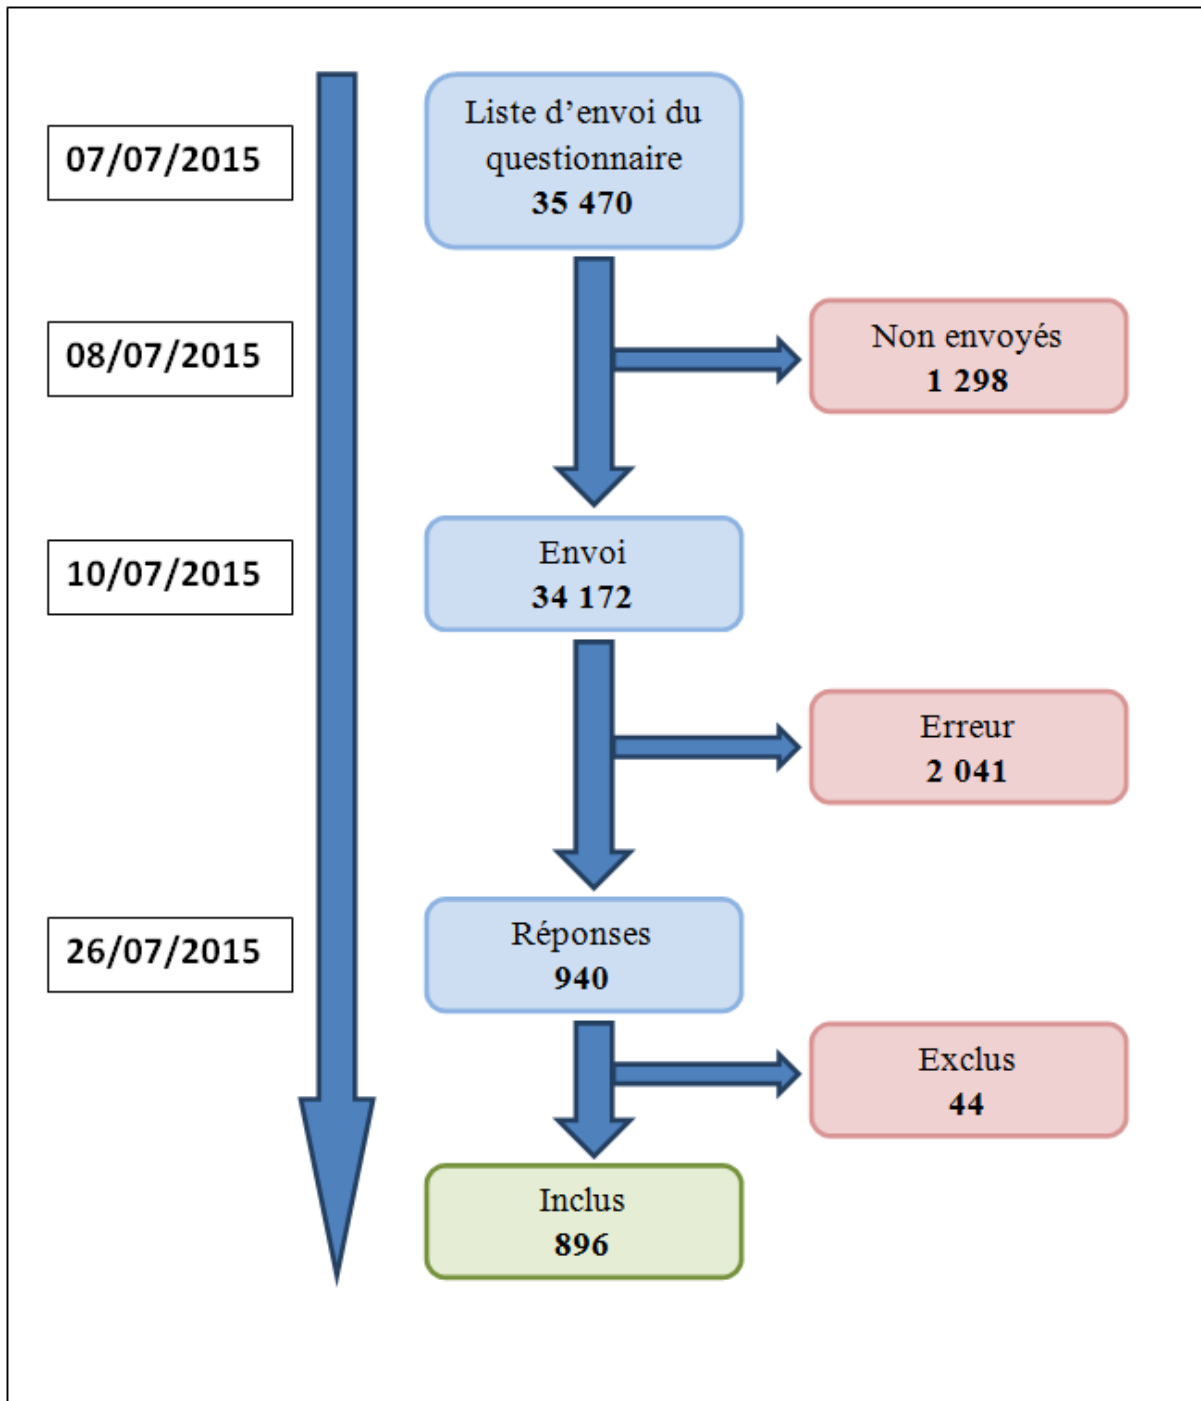 07/07/2015
Liste d’envoi du
questionnaire
35 470
08/07/2015
Non envoyés
1 298
10/07/2015
Envoi
34 172
Erreur
2 041
26/07/2015
Réponses
940
Exclus
44
Inclus
896